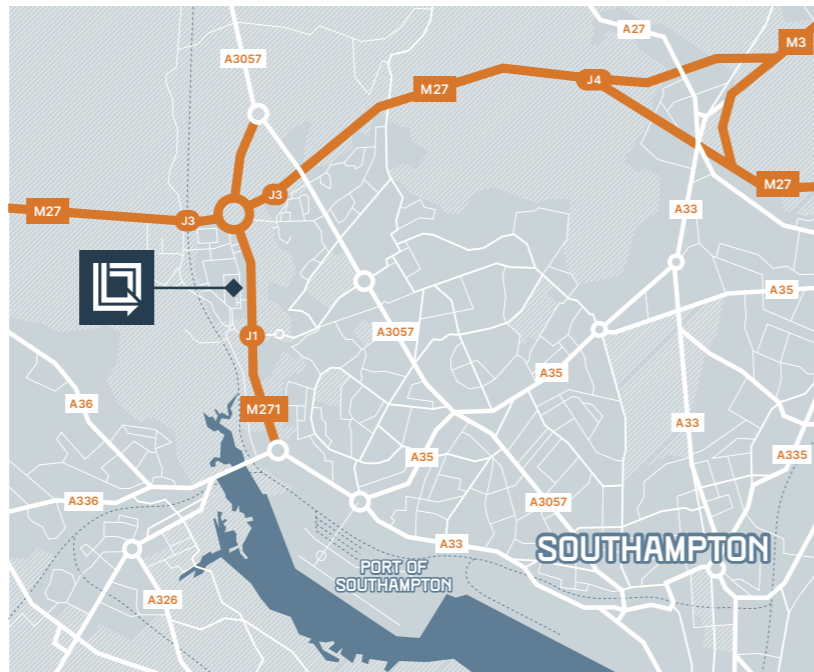 A27
M3
A3057
M27
J4
M27
J3
M27
J3
A33
A35
J1
A3057
A35
A36
M271
A33
A335
A35
A336
A3057
A33
SOUTHAMPTON
PORT OF
SOUTHAMPTON
A326